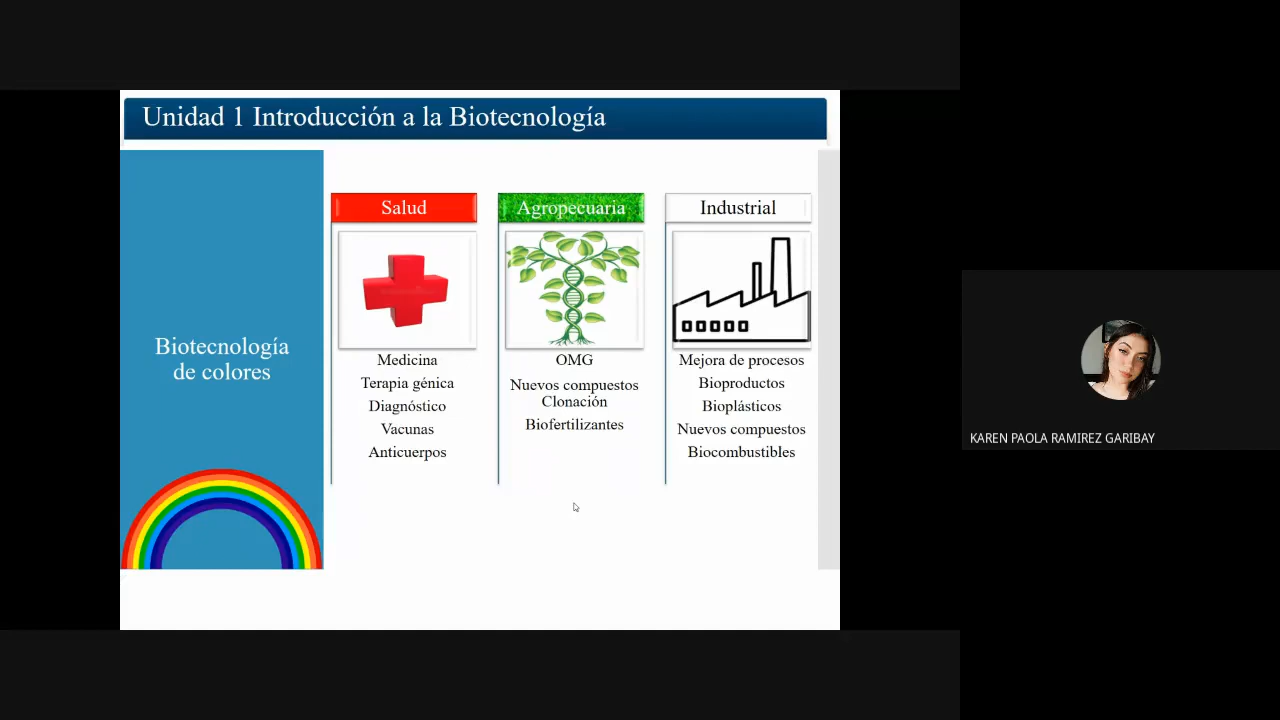 Unidad 1 Introducción a la Biotecnología
Biotecnología
de colores
Salud
Medicina
Terapia génica
Diagnóstico
Vacunas
Anticuerpos
Agropecuaria
OMG
Nuevos compuestos
Clonación
Biofertilizantes
Industrial
Mejora de procesos
Bioproductos
Bioplásticos
Nuevos compuestos
Biocombustibles
KAREN PAOLA RAMIREZ GARIBAY